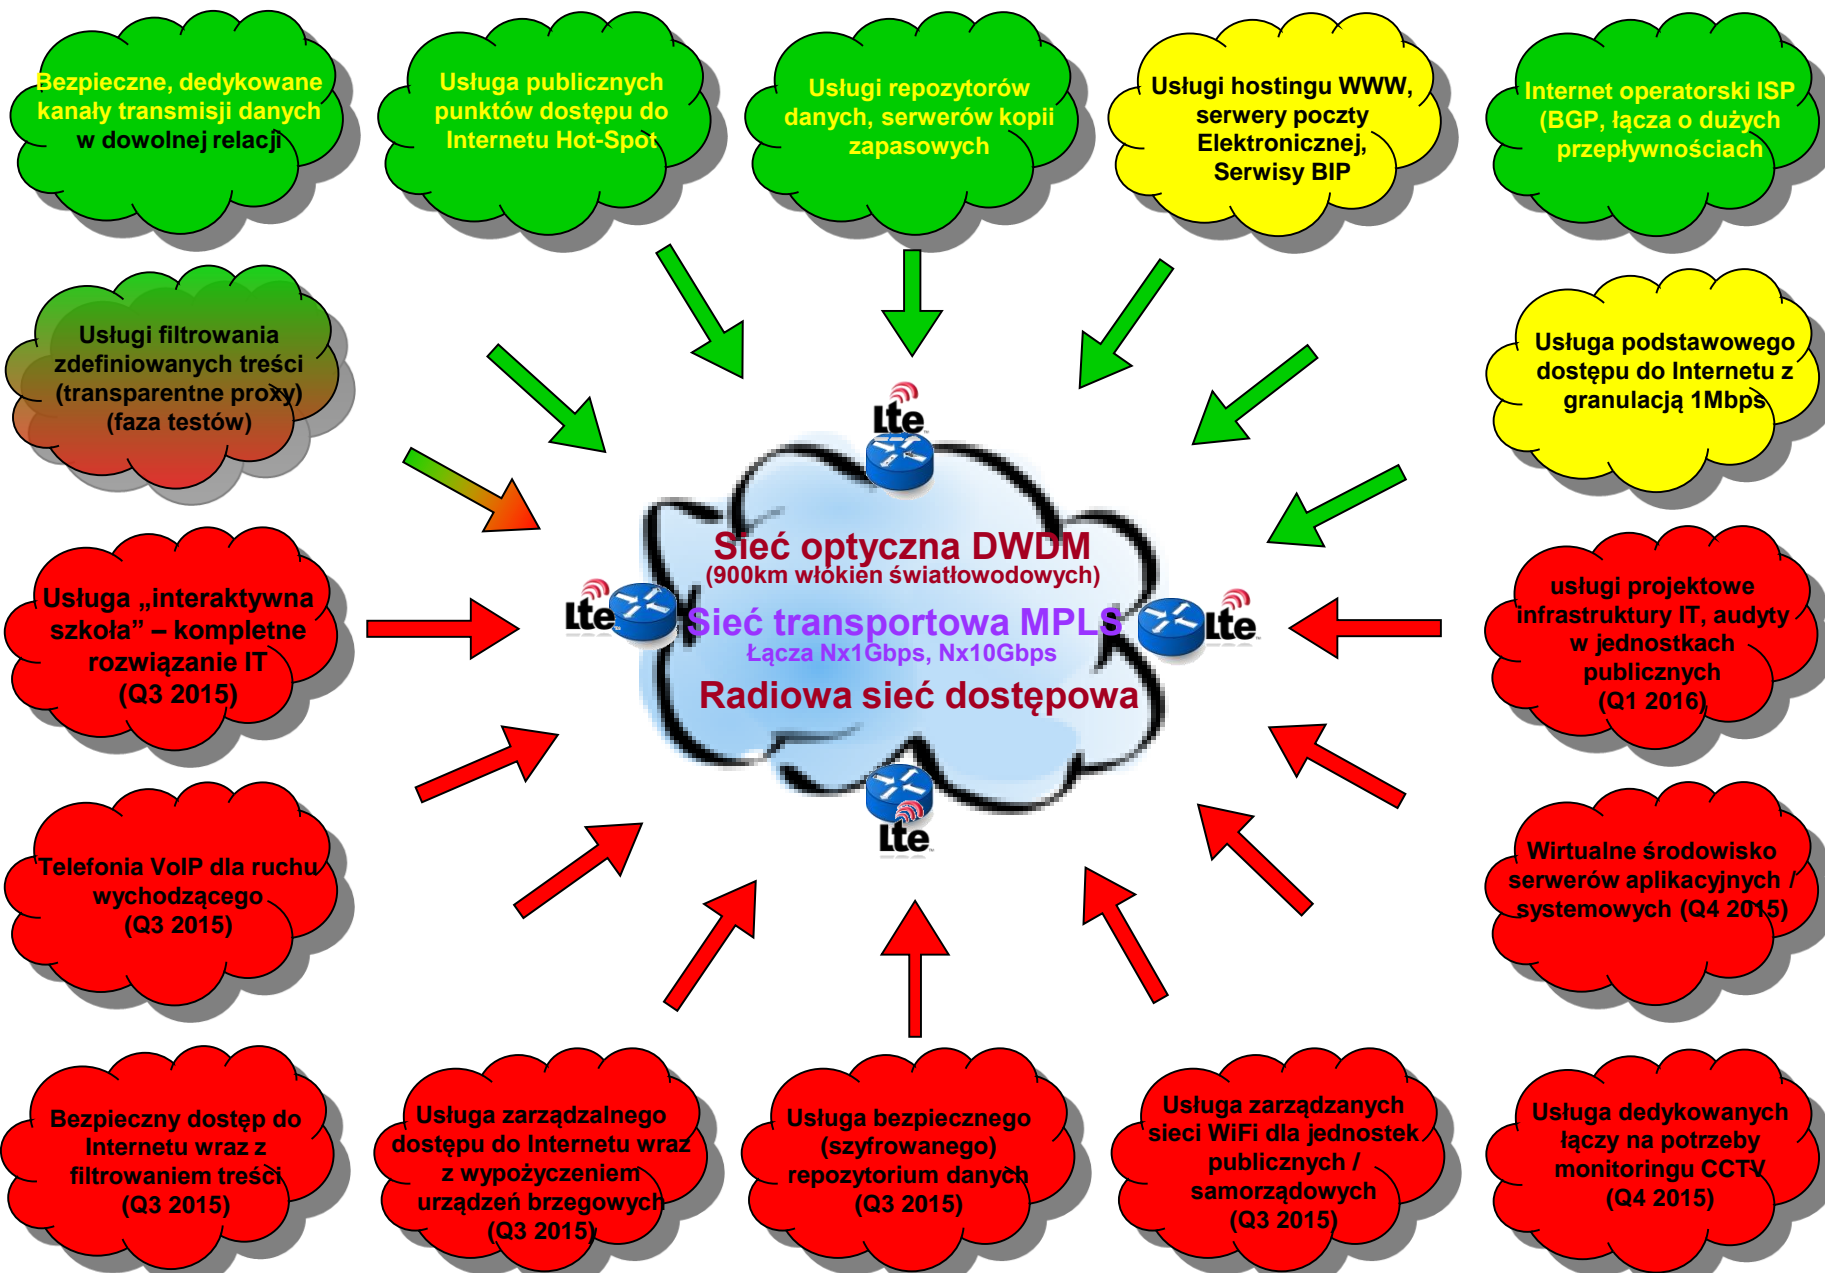 Bezpieczne, dedykowane
kanały transmisji danych
w dowolnej relacji
Usługa publicznych
punktów dostępu do
Internetu Hot-Spot
Usługi repozytorów
danych, serwerów kopii
zapasowych
Usługi hostingu WWW,
serwery poczty
Elektronicznej,
Serwisy BIP
Internet operatorski ISP
(BGP, łącza o dużych
przepływnościach
Usługi filtrowania
zdefiniowanych treści
(transparentne proxy)
(faza testów)
Usługa podstawowego
dostępu do Internetu z
granulacją 1Mbps
Lte
Sieć optyczna DWDM
(900km włókien światłowodowych)
Lte
Sieć transportowa MPLS
Łącza Nx1Gbps, Nx10Gbps
Lte
Radiowa sieć dostępowa
Lte
Usługa „interaktywna
szkoła” – kompletne
rozwiązanie IT
(Q3 2015)
usługi projektowe
infrastruktury IT, audyty
w jednostkach
publicznych
(Q1 2016)
Telefonia VoIP dla ruchu
wychodzącego
(Q3 2015)
Wirtualne środowisko
serwerów aplikacyjnych /
systemowych (Q4 2015)
Bezpieczny dostęp do
Internetu wraz z
filtrowaniem treści
(Q3 2015)
Usługa zarządzalnego
dostępu do Internetu wraz
z wypożyczeniem
urządzeń brzegowych
(Q3 2015)
Usługa bezpiecznego
(szyfrowanego)
repozytorium danych
(Q3 2015)
Usługa zarządzanych
sieci WiFi dla jednostek
publicznych /
samorządowych
(Q3 2015)
Usługa dedykowanych
łączy na potrzeby
monitoringu CCTV
(Q4 2015)